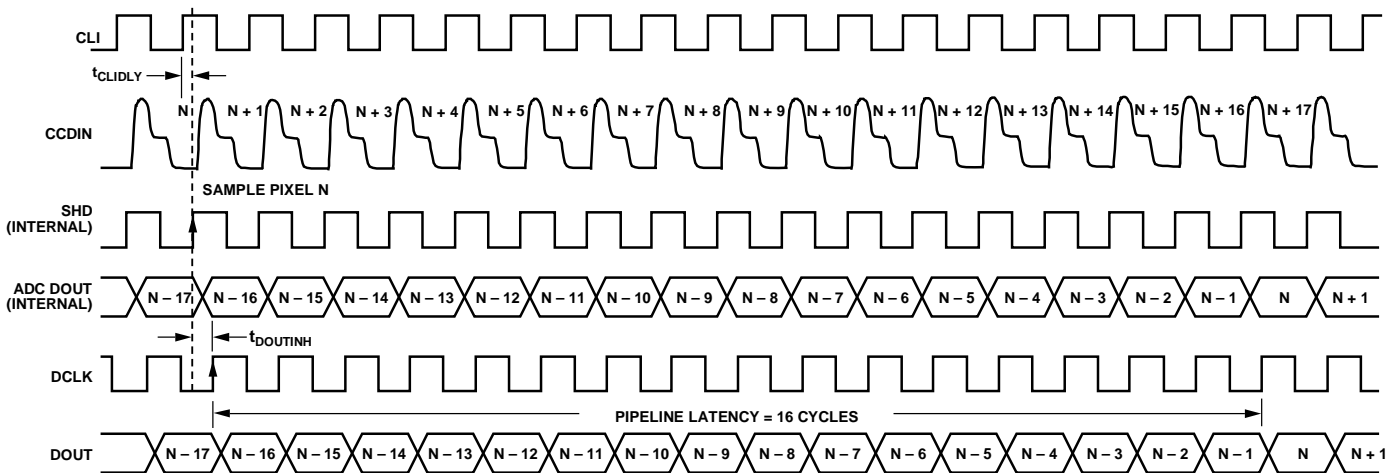 CLI
tCLIDLY
N N + 1 N + 2 N + 3 N + 4 N + 5 N + 6 N + 7 N + 8 N + 9 N + 10 N + 11 N + 12 N + 13 N + 14 N + 15 N + 16 N + 17
CCDIN
SAMPLE PIXEL N
SHD
(INTERNAL)
ADC DOUT
(INTERNAL)
N – 17 N – 16 N – 15 N – 14 N – 13 N – 12 N – 11 N – 10 N – 9 N – 8 N – 7 N – 6 N – 5 N – 4 N – 3 N – 2 N – 1 N N + 1
tDOUTINH
DCLK
PIPELINE LATENCY = 16 CYCLES
DOUT N – 17 N – 16 N – 15 N – 14 N – 13 N – 12 N – 11 N – 10 N – 9 N – 8 N – 7 N – 6 N – 5 N – 4 N – 3 N – 2 N – 1 N N + 1